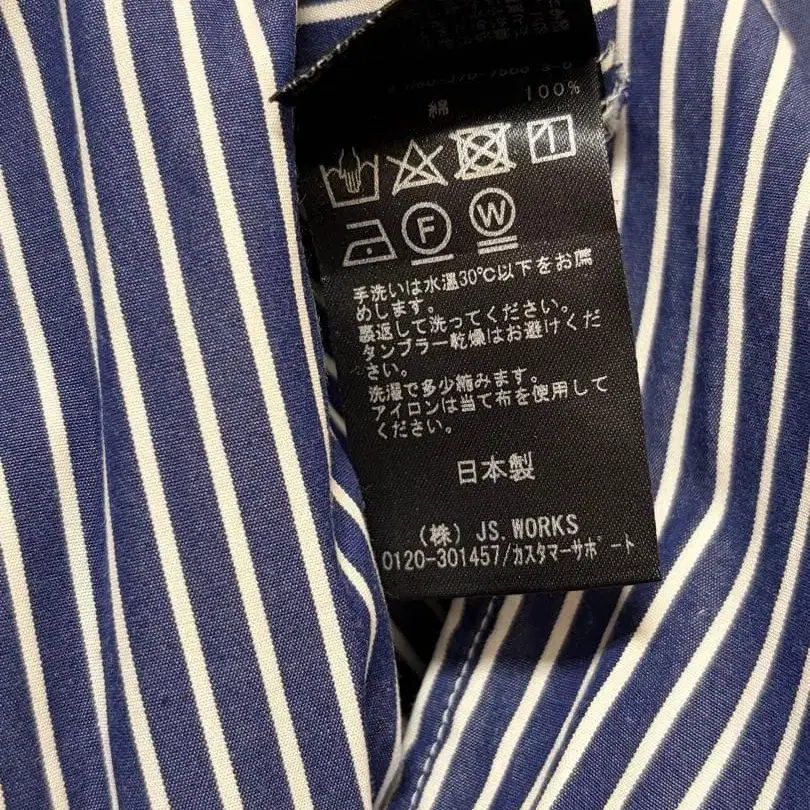 綿 100%
F W
手洗いは水温30℃以下をお薦
めします。
裏返して洗ってください。
タンブラー乾燥はお避けくだ
さい。
洗濯で多少縮みます。
アイロンは当て布を使用して
ください。
日本製
(株) JS.WORKS
0120-301457/カスタマーサポート